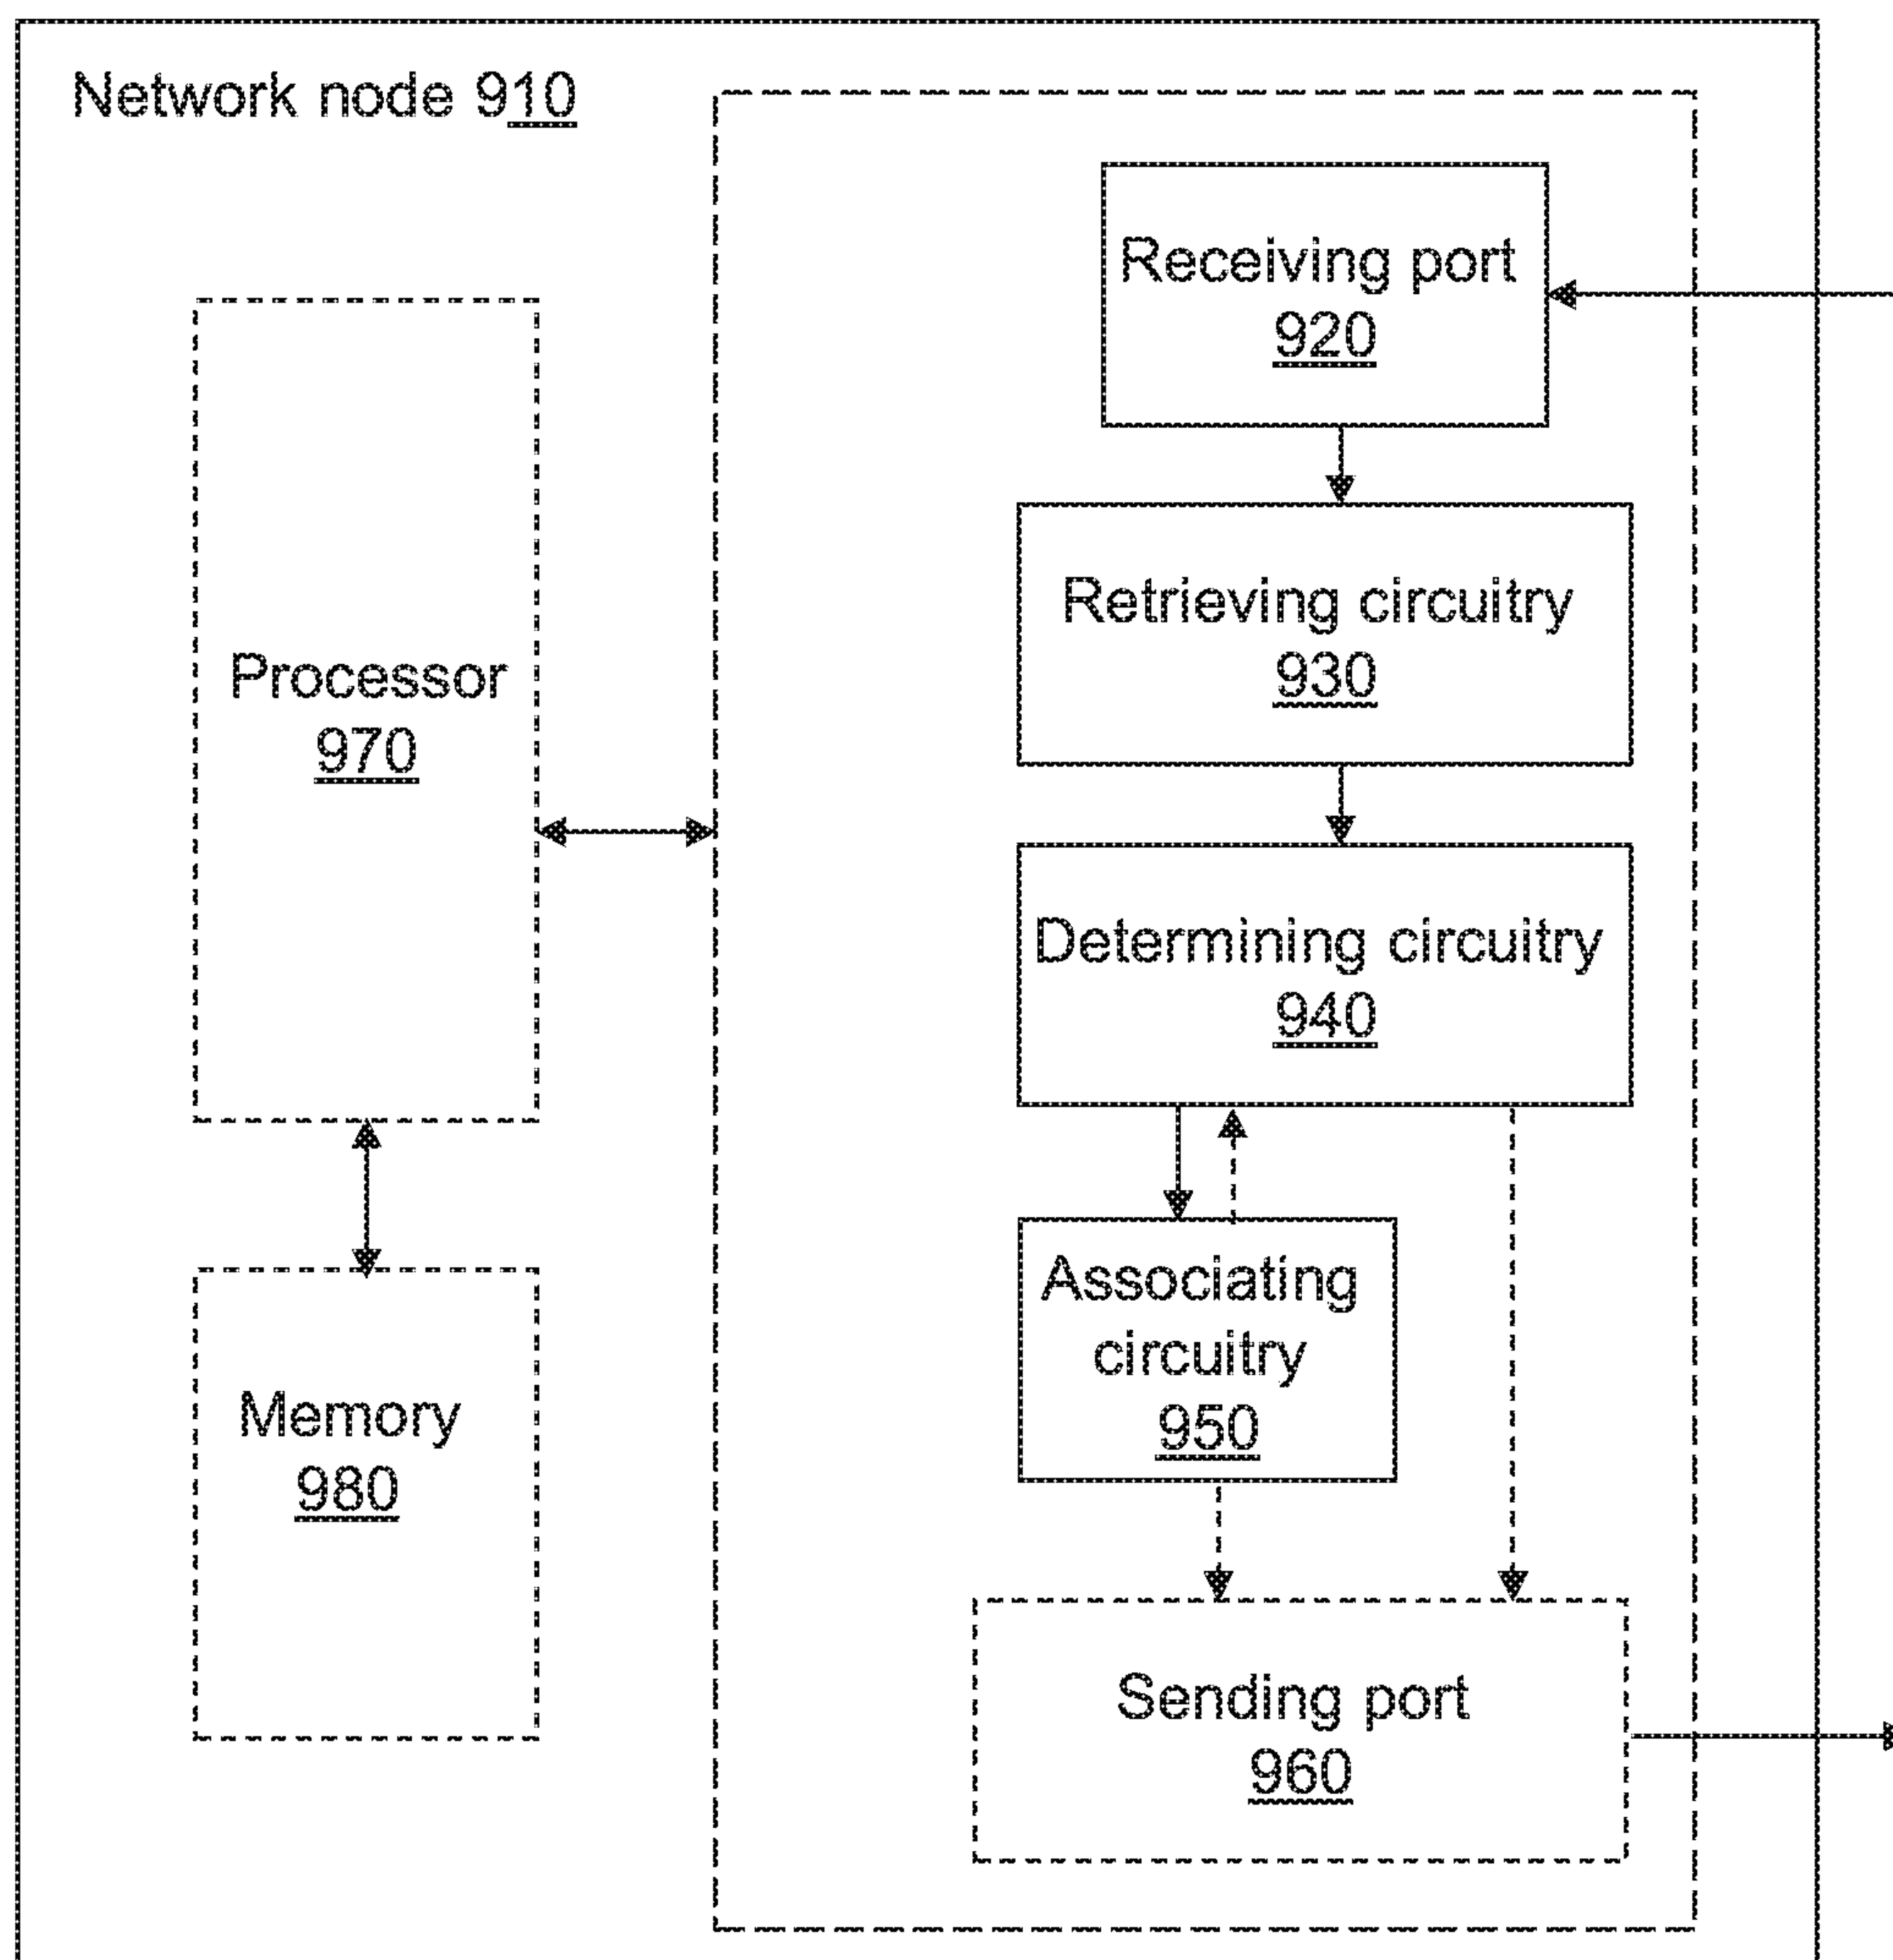 Network node 910
Receiving port
920
Retrieving circuitry
930
Processor
970
Determining circuitry
940
Associating
circuitry
950
Memory
980
Sending port
960